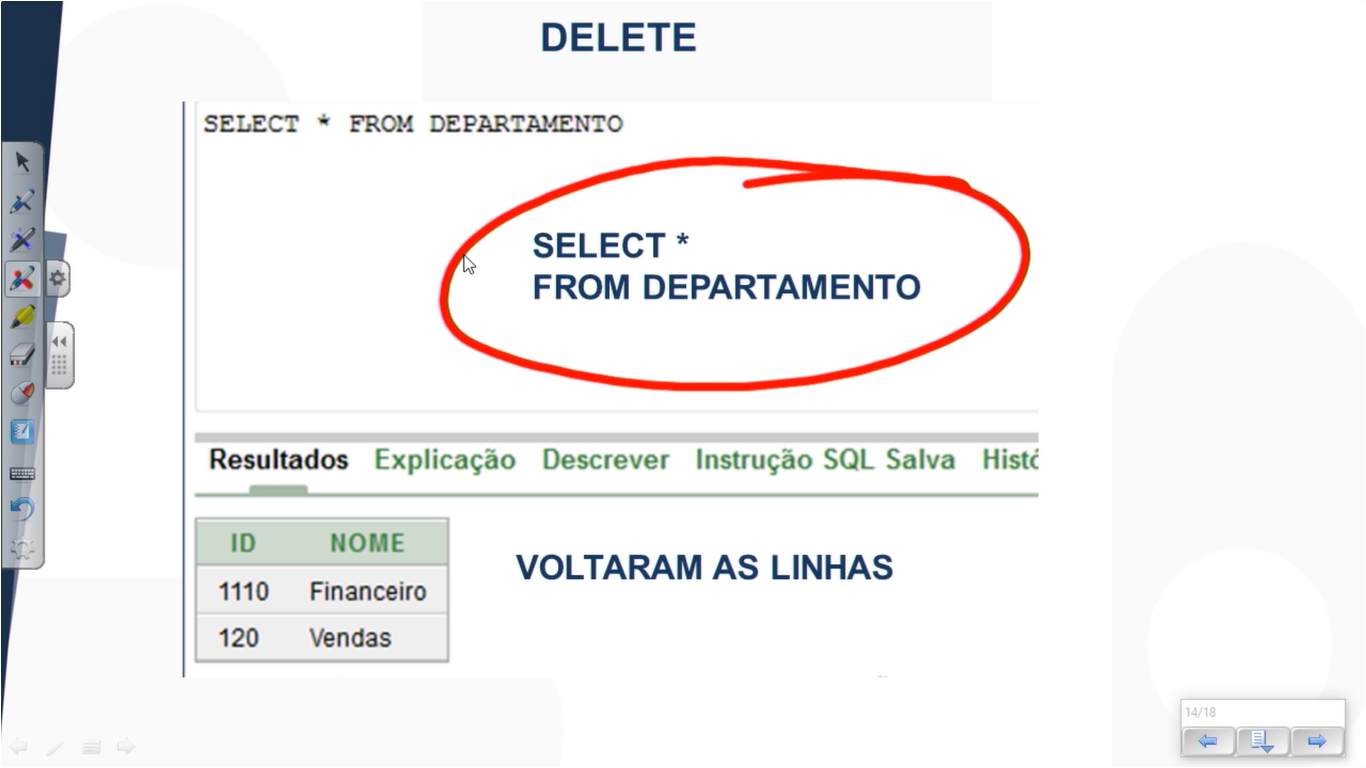 DELETE
SELECT * FROM DEPARTAMENTO
SELECT *
FROM DEPARTAMENTO
Resultados Explicação Descrever Instrução SQL Salva Histó
ID NOME
1110 Financeiro
120 Vendas
VOLTARAM AS LINHAS
14/18